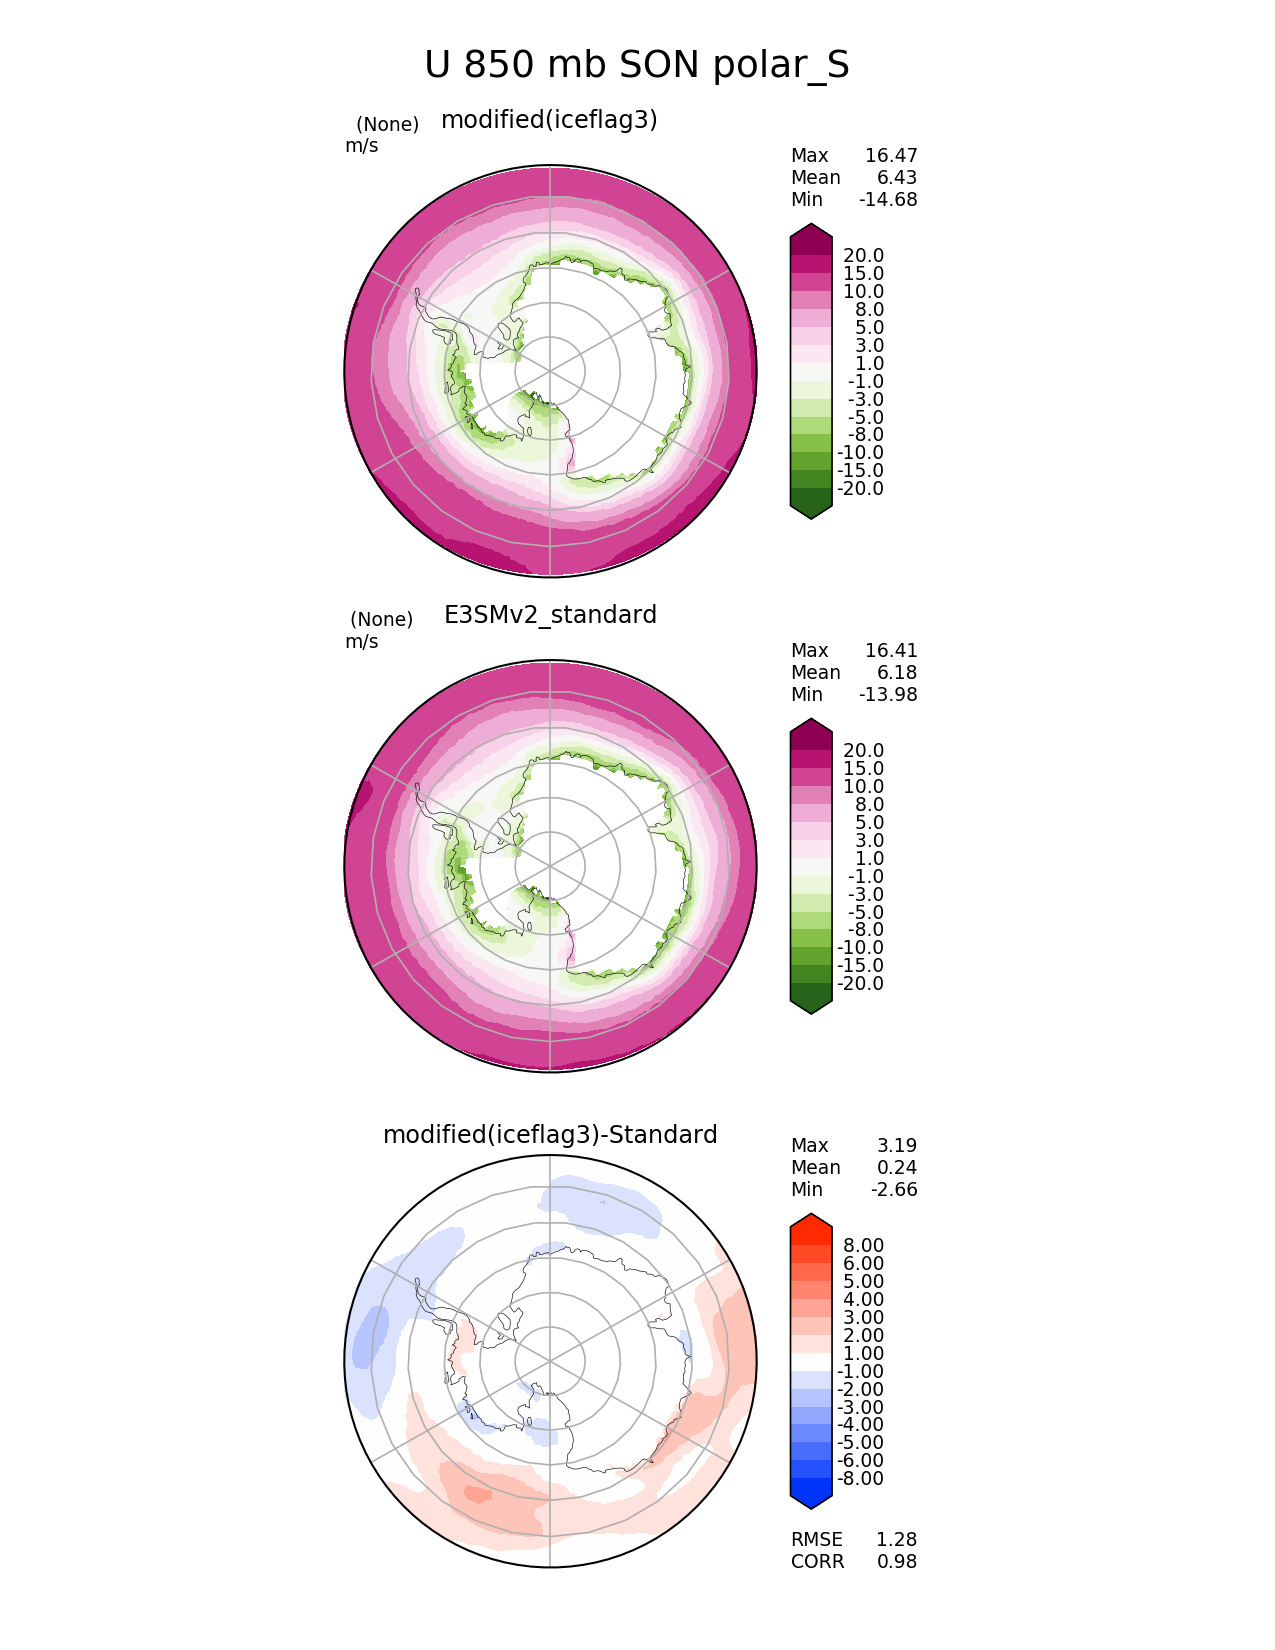 U 850 mb SON polar_S
(None)
modified(iceflag3)
m/s
Max 16.47
Mean 6.43
Min -14.68
20.0
15.0
10.0
8.0
5.0
3.0
1.0
-1.0
-3.0
-5.0
-8.0
-10.0
-15.0
-20.0
(None)
E3SMv2_standard
m/s
Max 16.41
Mean 6.18
Min -13.98
20.0
15.0
10.0
8.0
5.0
3.0
1.0
-1.0
-3.0
-5.0
-8.0
-10.0
-15.0
-20.0
modified(iceflag3)-Standard
Max 3.19
Mean 0.24
Min -2.66
8.00
6.00
5.00
4.00
3.00
2.00
1.00
-1.00
-2.00
-3.00
-4.00
-5.00
-6.00
-8.00
RMSE 1.28
CORR 0.98